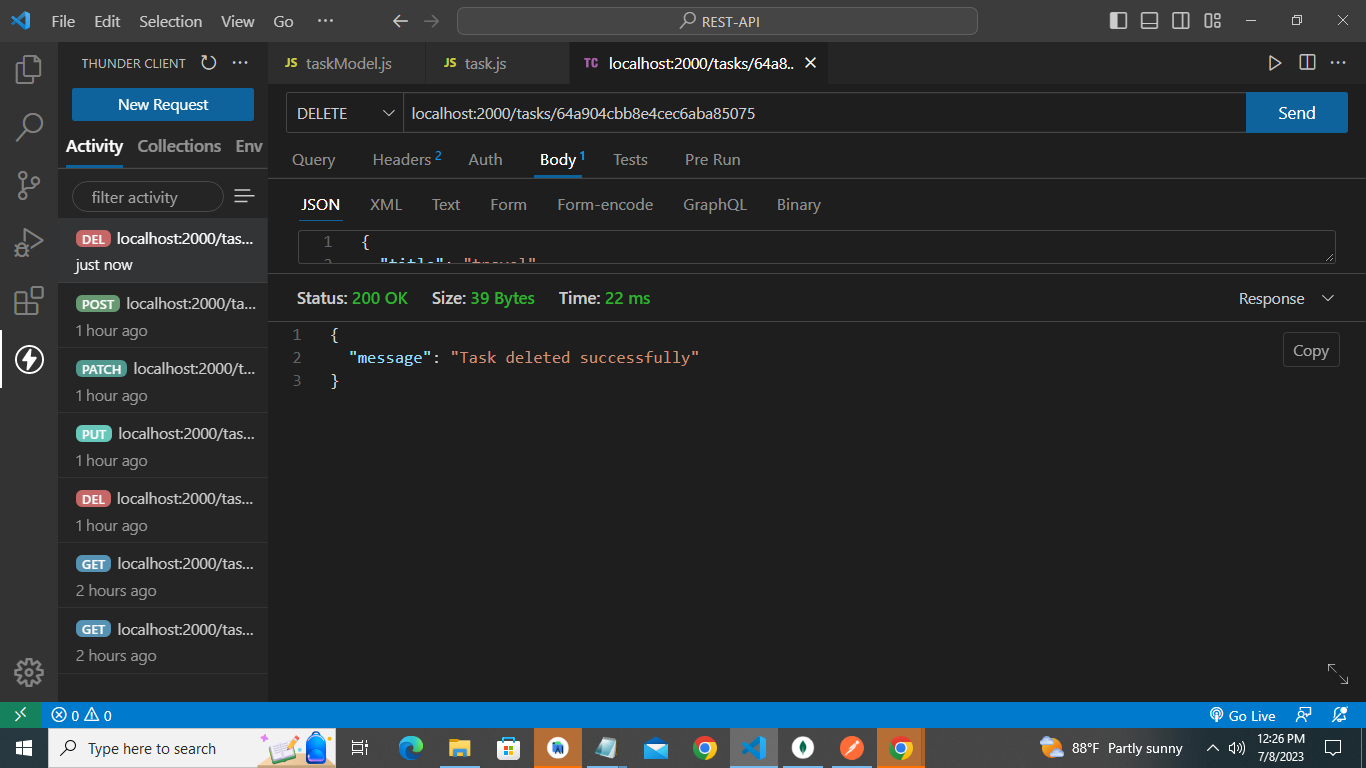 File Edit Selection View Go ··· REST-API
THUNDER CLIENT ···
JS taskModel.js JS task.js TC localhost:2000/tasks/64a8..
New Request
DELETE localhost:2000/tasks/64a904cbb8e4cec6aba85075 Send
Activity Collections Env
Query Headers 2 Auth Body 1 Tests Pre Run
filter activity
JSON XML Text Form Form-encode GraphQL Binary
1 {
2 "title": "travel"
DEL localhost:2000/tas...
just now
POST localhost:2000/ta...
1 hour ago
PATCH localhost:2000/t...
1 hour ago
PUT localhost:2000/tas...
1 hour ago
DEL localhost:2000/tas...
1 hour ago
GET localhost:2000/tas...
2 hours ago
GET localhost:2000/tas...
2 hours ago
Status: 200 OK Size: 39 Bytes Time: 22 ms Response
1 {
2 "message": "Task deleted successfully"
3 }
Copy
0 0 Go Live
Type here to search
88°F Partly sunny
12:26 PM
7/8/2023